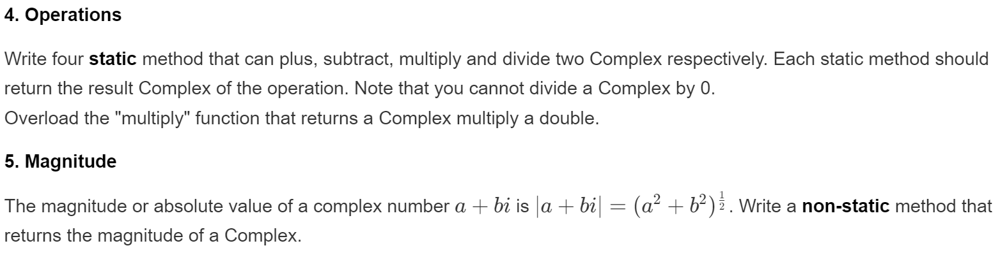 4. Operations
Write four static method that can plus, subtract, multiply and divide two Complex respectively. Each static method should
return the result Complex of the operation. Note that you cannot divide a Complex by 0.
Overload the "multiply" function that returns a Complex multiply a double.
5. Magnitude
The magnitude or absolute value of a complex number a + bi is |a + bi| = (a² + b²)^½. Write a non-static method that
returns the magnitude of a Complex.